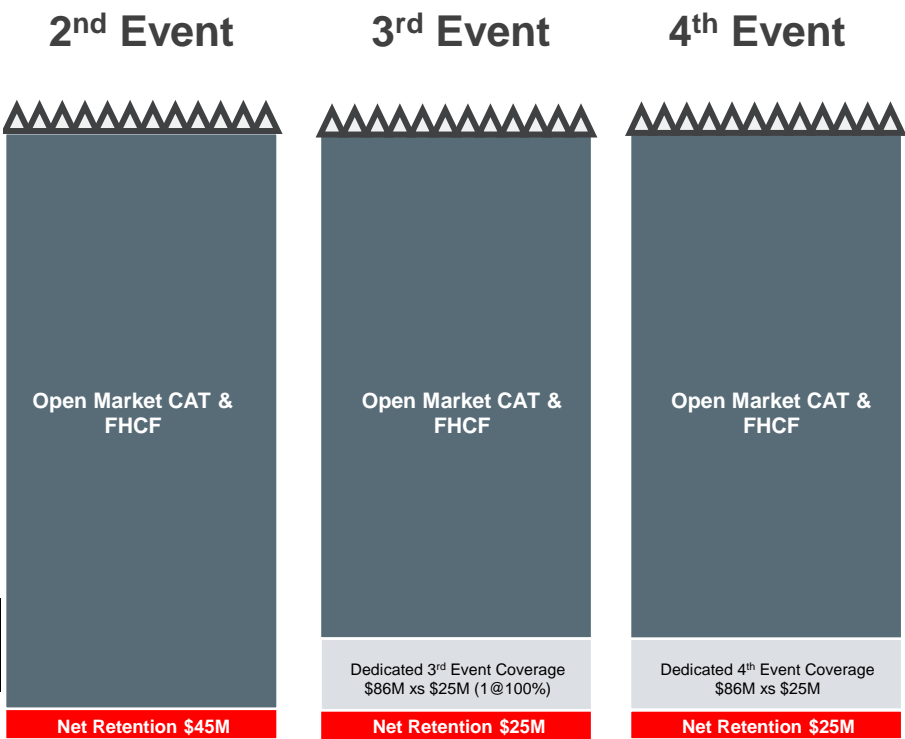 2nd Event
3rd Event
4th Event
Open Market CAT &
FHCF
Open Market CAT &
FHCF
Open Market CAT &
FHCF
Dedicated 3rd Event Coverage
$86M xs $25M (1@100%)
Dedicated 4th Event Coverage
$86M xs $25M
Net Retention $45M
Net Retention $25M
Net Retention $25M